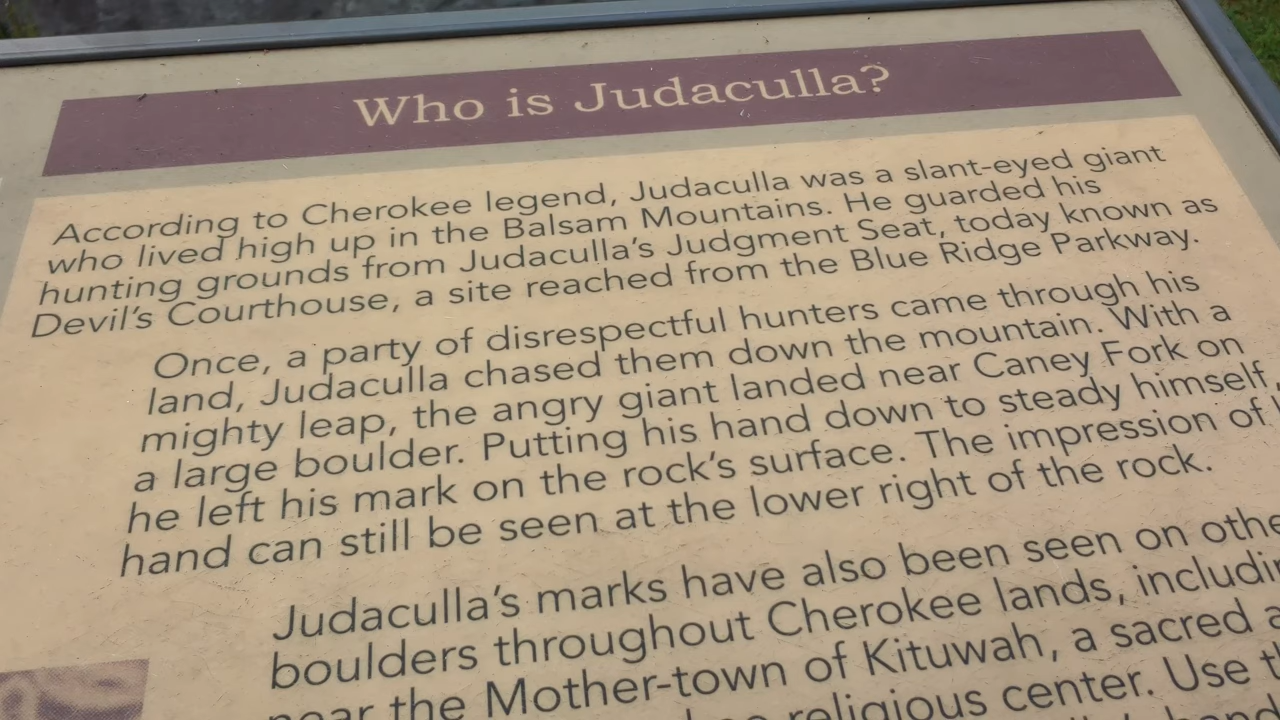 Who is Judaculla?
According to Cherokee legend, Judaculla was a slant-eyed giant
who lived high up in the Balsam Mountains. He guarded his
hunting grounds from Judaculla's Judgment Seat, today known as
Devil's Courthouse, a site reached from the Blue Ridge Parkway.
Once, a party of disrespectful hunters came through his
land, Judaculla chased them down the mountain. With a
mighty leap, the angry giant landed near Caney Fork on
a large boulder. Putting his hand down to steady himself,
he left his mark on the rock's surface. The impression of
hand can still be seen at the lower right of the rock.
Judaculla's marks have also been seen on
boulders throughout Cherokee lands,
near the Mother-town of Kituwah, a sacred
religious center. Use